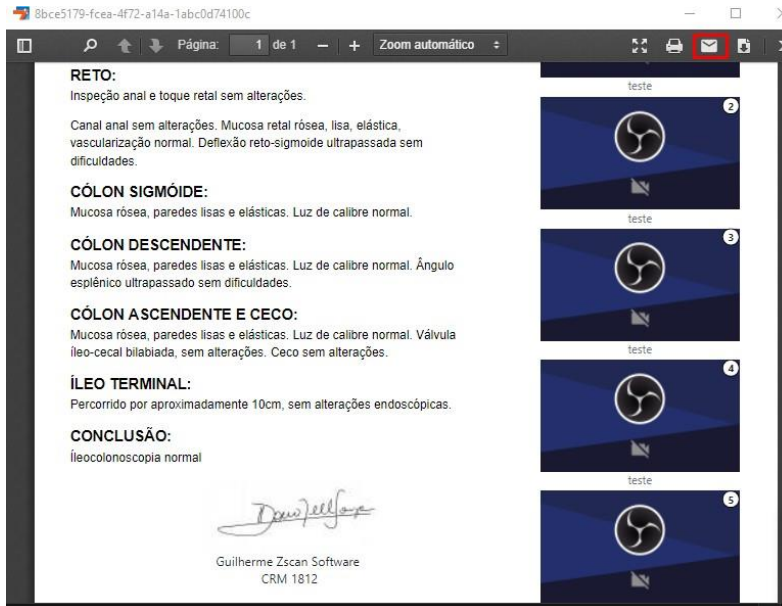 8bce5179-fcea-4f72-a14a-1abc0d74100c
Página: 1 de 1 Zoom automático
RETO:
Inspeção anal e toque retal sem alterações.
Canal anal sem alterações. Mucosa retal rósea, lisa, elástica,
vascularização normal. Deflexão reto-sigmoide ultrapassada sem
dificuldades.
CÓLON SIGMÓIDE:
Mucosa rósea, paredes lisas e elásticas. Luz de calibre normal.
CÓLON DESCENDENTE:
Mucosa rósea, paredes lisas e elásticas. Luz de calibre normal. Ângulo
esplênico ultrapassado sem dificuldades.
CÓLON ASCENDENTE E CECO:
Mucosa rósea, paredes lisas e elásticas. Luz de calibre normal. Válvula
íleo-cecal bilabiada, sem alterações. Ceco sem alterações.
ÍLEO TERMINAL:
Percorrido por aproximadamente 10cm, sem alterações endoscópicas.
CONCLUSÃO:
Íleocolonoscopia normal
Guilherme Zscan Software
CRM 1812
teste
2
teste
3
teste
4
teste
5